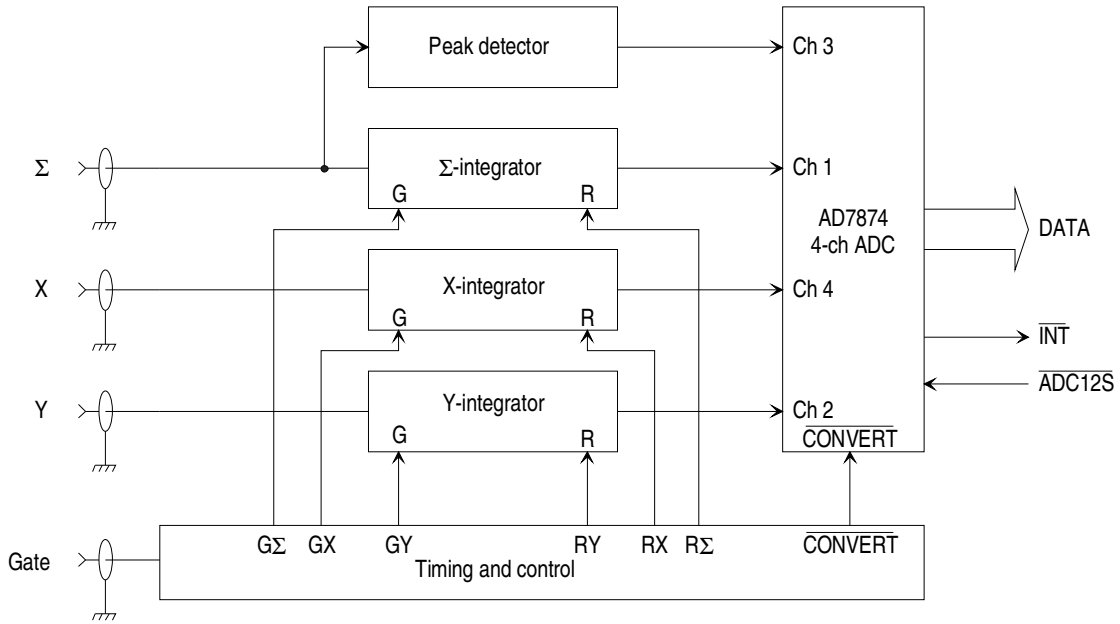 Peak detector
Ch 3
Σ
Σ-integrator
G
R
Ch 1
AD7874
4-ch ADC
DATA
X
X-integrator
G
R
Ch 4
INT
ADC12S
Y
Y-integrator
G
R
Ch 2
CONVERT
Gate
GΣ GX GY RY RX RΣ CONVERT
Timing and control